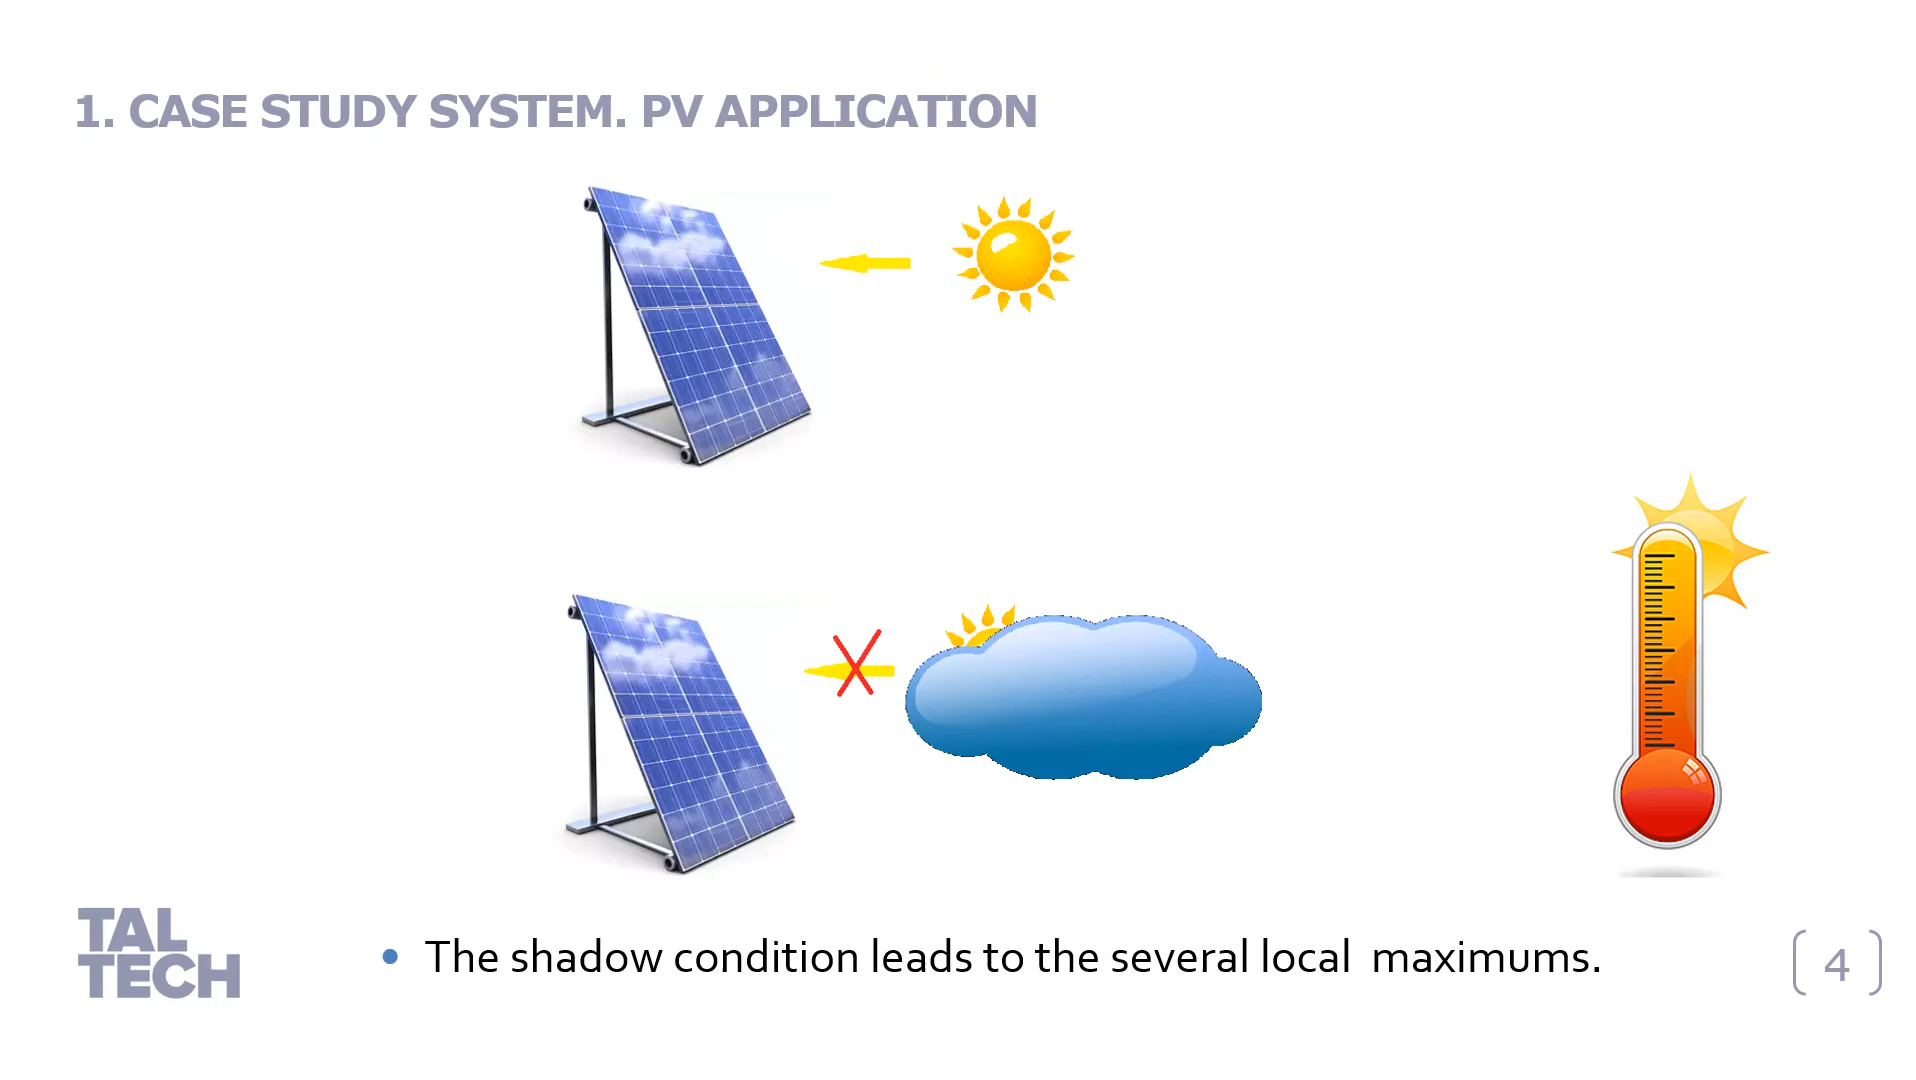 1. CASE STUDY SYSTEM. PV APPLICATION
TAL
TECH
• The shadow condition leads to the several local  maximums.
4